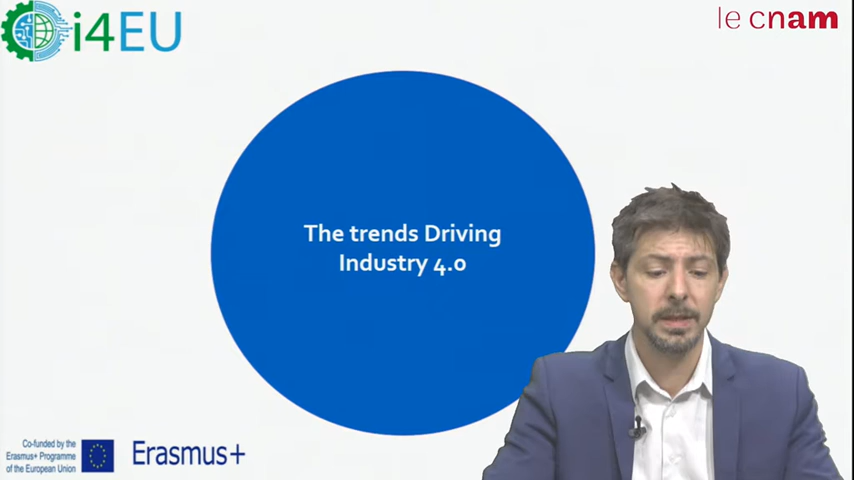 i4EU
le cnam
The trends Driving
Industry 4.0
Co-funded by the
Erasmus+ Programme
of the European Union
Erasmus+